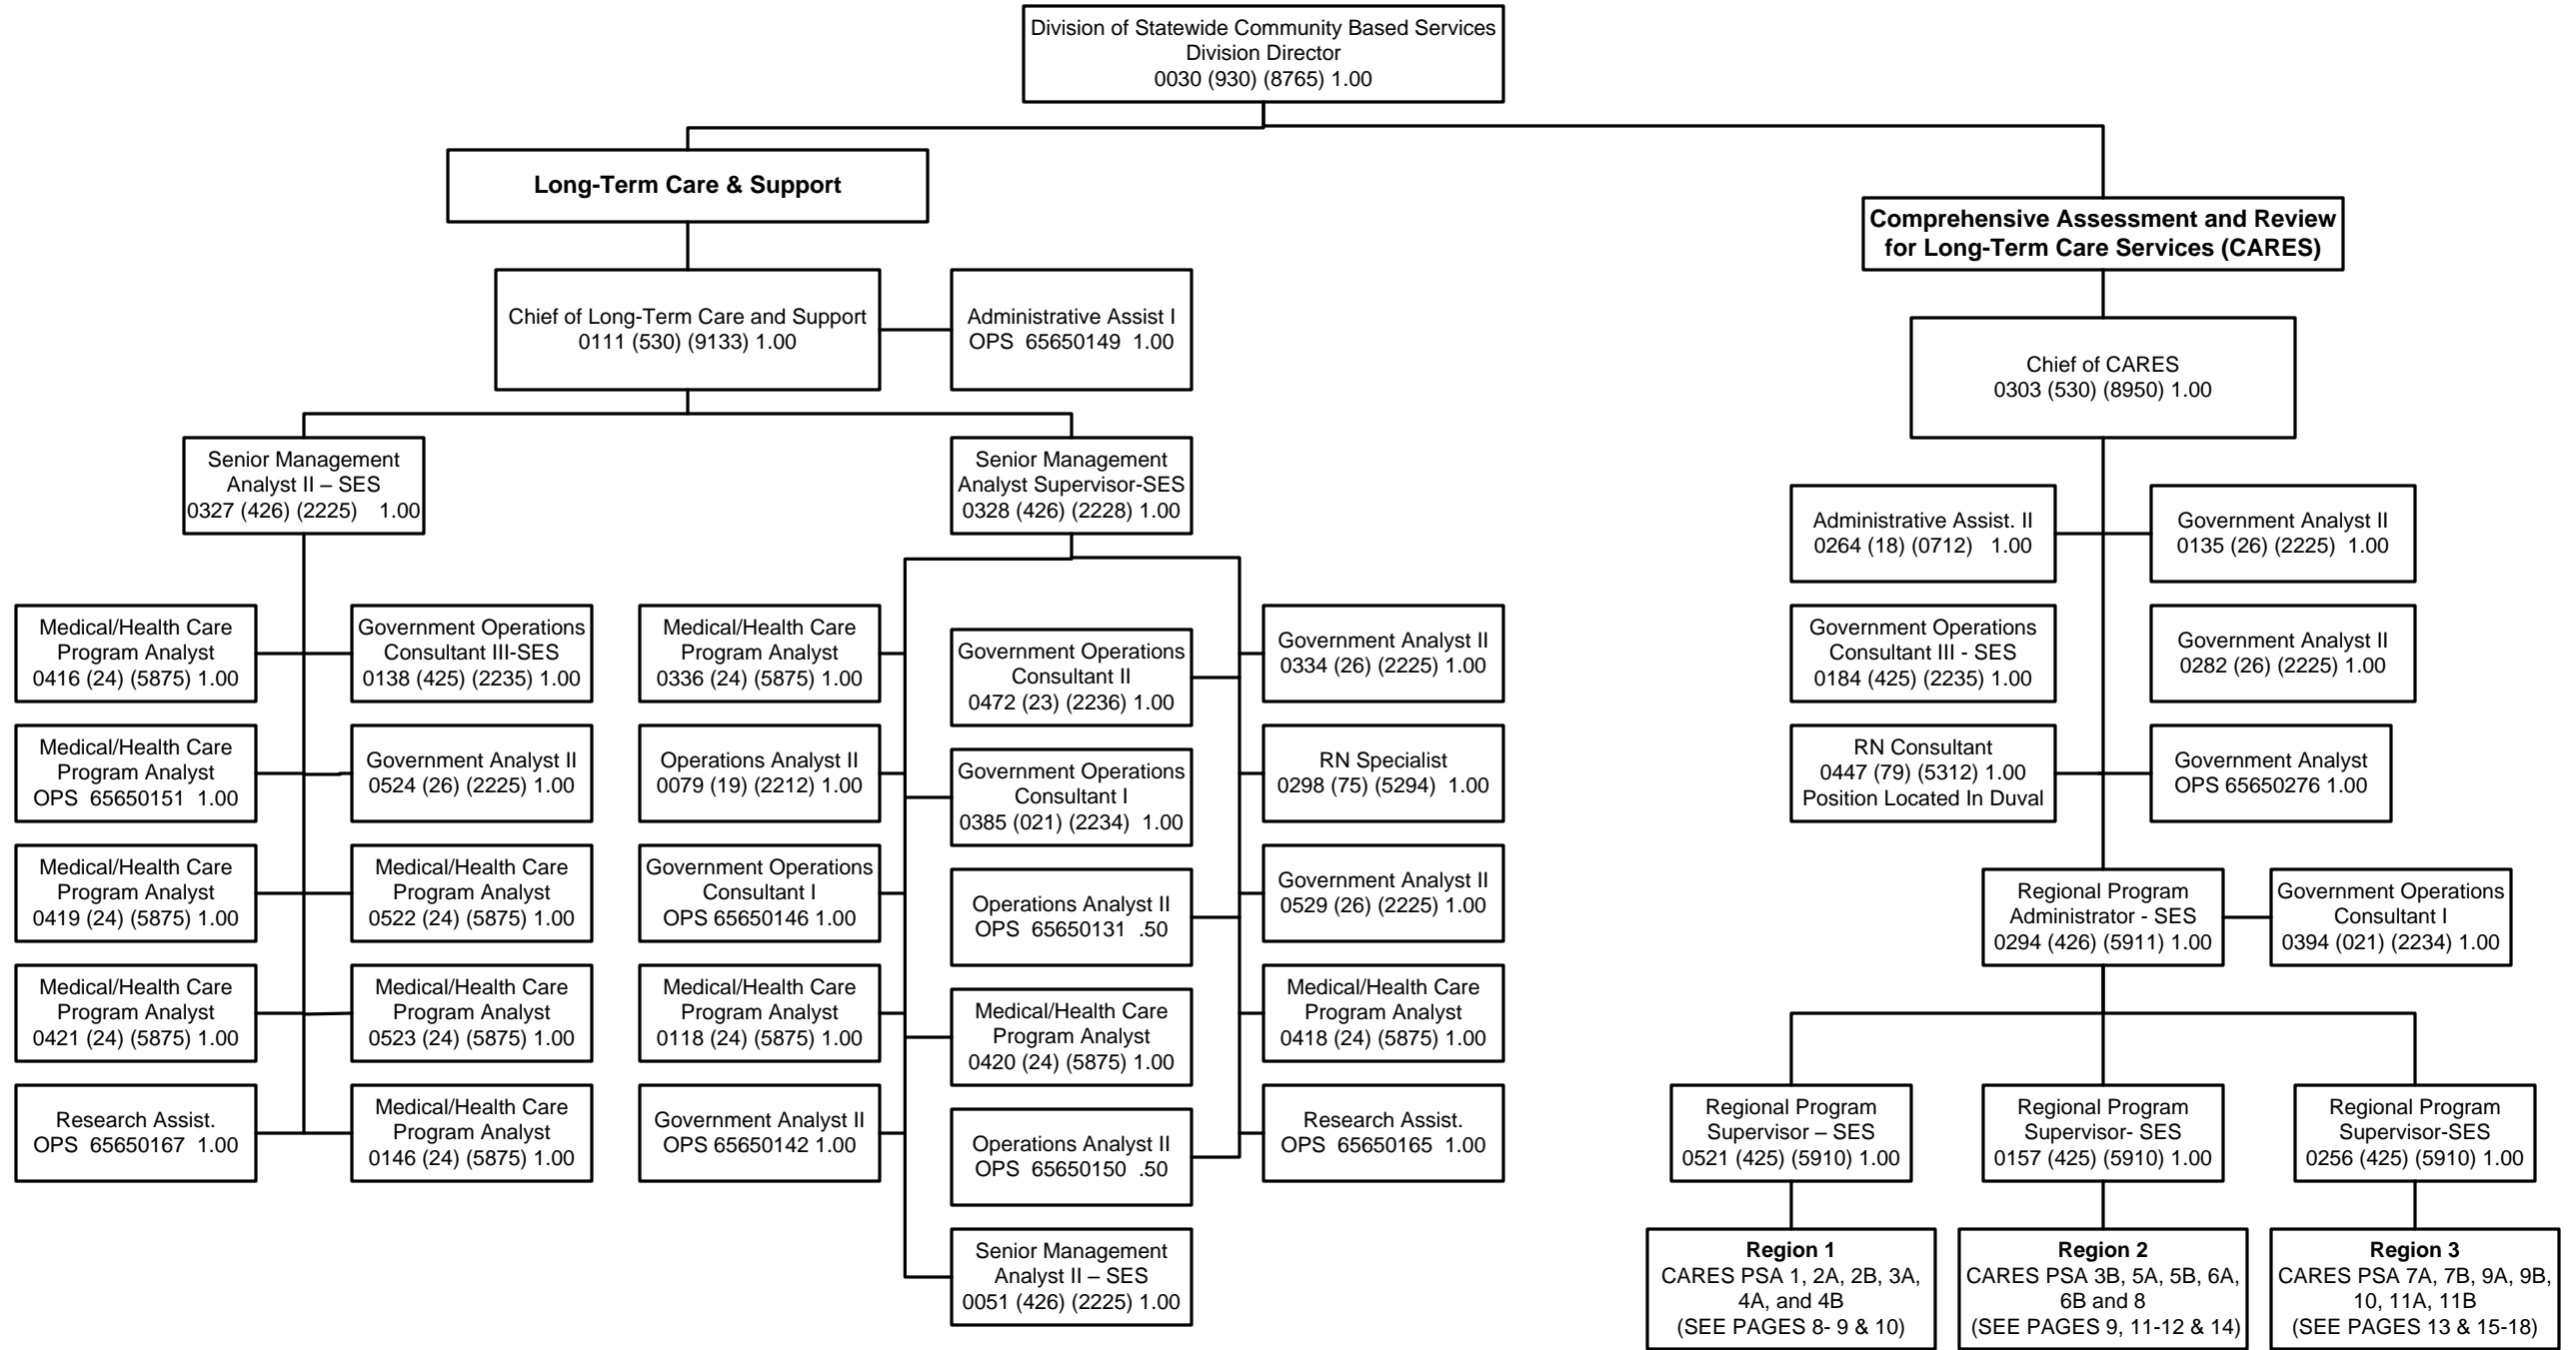 Division of Statewide Community Based Services
Division Director
0030 (930) (8765) 1.00
Long-Term Care & Support
Chief of Long-Term Care and Support
0111 (530) (9133) 1.00
Administrative Assist I
OPS 65650149 1.00
Senior Management
Analyst II – SES
0327 (426) (2225) 1.00
Medical/Health Care
Program Analyst
0416 (24) (5875) 1.00
Government Operations
Consultant III-SES
0138 (425) (2235) 1.00
Medical/Health Care
Program Analyst
OPS 65650151 1.00
Government Analyst II
0524 (26) (2225) 1.00
Medical/Health Care
Program Analyst
0419 (24) (5875) 1.00
Medical/Health Care
Program Analyst
0522 (24) (5875) 1.00
Medical/Health Care
Program Analyst
0421 (24) (5875) 1.00
Medical/Health Care
Program Analyst
0523 (24) (5875) 1.00
Research Assist.
OPS 65650167 1.00
Medical/Health Care
Program Analyst
0146 (24) (5875) 1.00
Senior Management
Analyst Supervisor-SES
0328 (426) (2228) 1.00
Medical/Health Care
Program Analyst
0336 (24) (5875) 1.00
Operations Analyst II
0079 (19) (2212) 1.00
Government Operations
Consultant I
OPS 65650146 1.00
Medical/Health Care
Program Analyst
0118 (24) (5875) 1.00
Government Analyst II
OPS 65650142 1.00
Government Operations
Consultant II
0472 (23) (2236) 1.00
Government Operations
Consultant I
0385 (021) (2234) 1.00
Operations Analyst II
OPS 65650131 .50
Medical/Health Care
Program Analyst
0420 (24) (5875) 1.00
Operations Analyst II
OPS 65650150 .50
Senior Management
Analyst II – SES
0051 (426) (2225) 1.00
Government Analyst II
0334 (26) (2225) 1.00
RN Specialist
0298 (75) (5294) 1.00
Government Analyst II
0529 (26) (2225) 1.00
Medical/Health Care
Program Analyst
0418 (24) (5875) 1.00
Research Assist.
OPS 65650165 1.00
Comprehensive Assessment and Review
for Long-Term Care Services (CARES)
Chief of CARES
0303 (530) (8950) 1.00
Administrative Assist. II
0264 (18) (0712) 1.00
Government Analyst II
0135 (26) (2225) 1.00
Government Operations
Consultant III - SES
0184 (425) (2235) 1.00
Government Analyst II
0282 (26) (2225) 1.00
RN Consultant
0447 (79) (5312) 1.00
Position Located In Duval
Government Analyst
OPS 65650276 1.00
Regional Program
Administrator - SES
0294 (426) (5911) 1.00
Government Operations
Consultant I
0394 (021) (2234) 1.00
Regional Program
Supervisor – SES
0521 (425) (5910) 1.00
Regional Program
Supervisor- SES
0157 (425) (5910) 1.00
Regional Program
Supervisor-SES
0256 (425) (5910) 1.00
Region 1
CARES PSA 1, 2A, 2B, 3A,
4A, and 4B
(SEE PAGES 8- 9 & 10)
Region 2
CARES PSA 3B, 5A, 5B, 6A,
6B and 8
(SEE PAGES 9, 11-12 & 14)
Region 3
CARES PSA 7A, 7B, 9A, 9B,
10, 11A, 11B
(SEE PAGES 13 & 15-18)